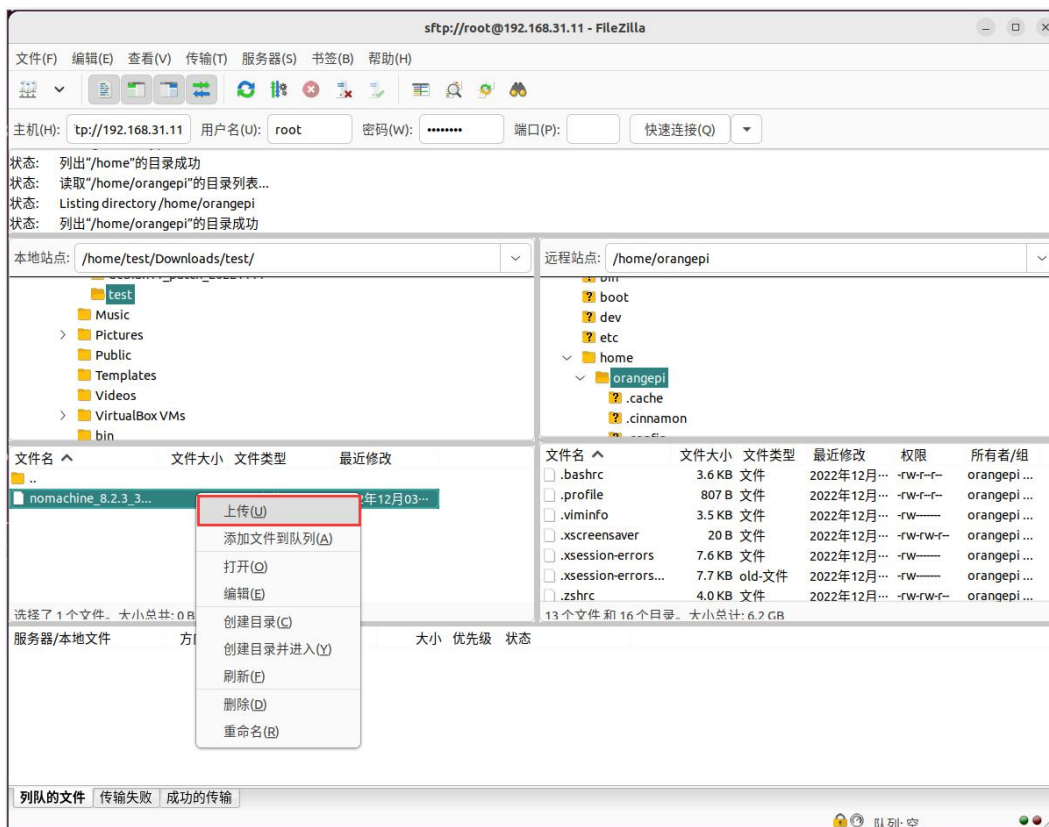 sftp://root@192.168.31.11 - FileZilla
文件(F) 编辑(E) 查看(V) 传输(T) 服务器(S) 书签(B) 帮助(H)
主机(H): tp://192.168.31.11 用户名(U): root 密码(W): •••••••• 端口(P): 快速连接(Q)
状态: 列出“/home”的目录成功
状态: 读取“/home/orangepi”的目录列表...
状态: Listing directory /home/orangepi
状态: 列出“/home/orangepi”的目录成功
本地站点: /home/test/Downloads/test/
test
Music
Pictures
Public
Templates
Videos
VirtualBox VMs
bin
远程站点: /home/orangepi
bin
boot
dev
etc
home
orangepi
.cache
.cinnamon
文件名 文件大小 文件类型 最近修改
..
nomachine_8.2.3_3... 年12月03···
选择了 1 个文件。大小总共: 0 B
上传(U)
添加文件到队列(A)
打开(O)
编辑(E)
创建目录(C)
创建目录并进入(Y)
刷新(F)
删除(D)
重命名(R)
文件名 文件大小 文件类型 最近修改 权限 所有者/组
.bashrc 3.6 KB 文件 2022年12月··· -rw-r--r-- orangepi ...
.profile 807 B 文件 2022年12月··· -rw-r--r-- orangepi ...
.viminfo 3.5 KB 文件 2022年12月··· -rw------- orangepi ...
.xscreensaver 20 B 文件 2022年12月··· -rw-rw-r-- orangepi ...
.xsession-errors 7.6 KB 文件 2022年12月··· -rw------- orangepi ...
.xsession-errors... 7.7 KB old-文件 2022年12月··· -rw------- orangepi ...
.zshrc 4.0 KB 文件 2022年12月··· -rw-rw-r-- orangepi ...
13 个文件 和 16 个目录。大小总计: 6.2 GB
服务器/本地文件 大小 优先级 状态
列队的文件 传输失败 成功的传输
队列: 空